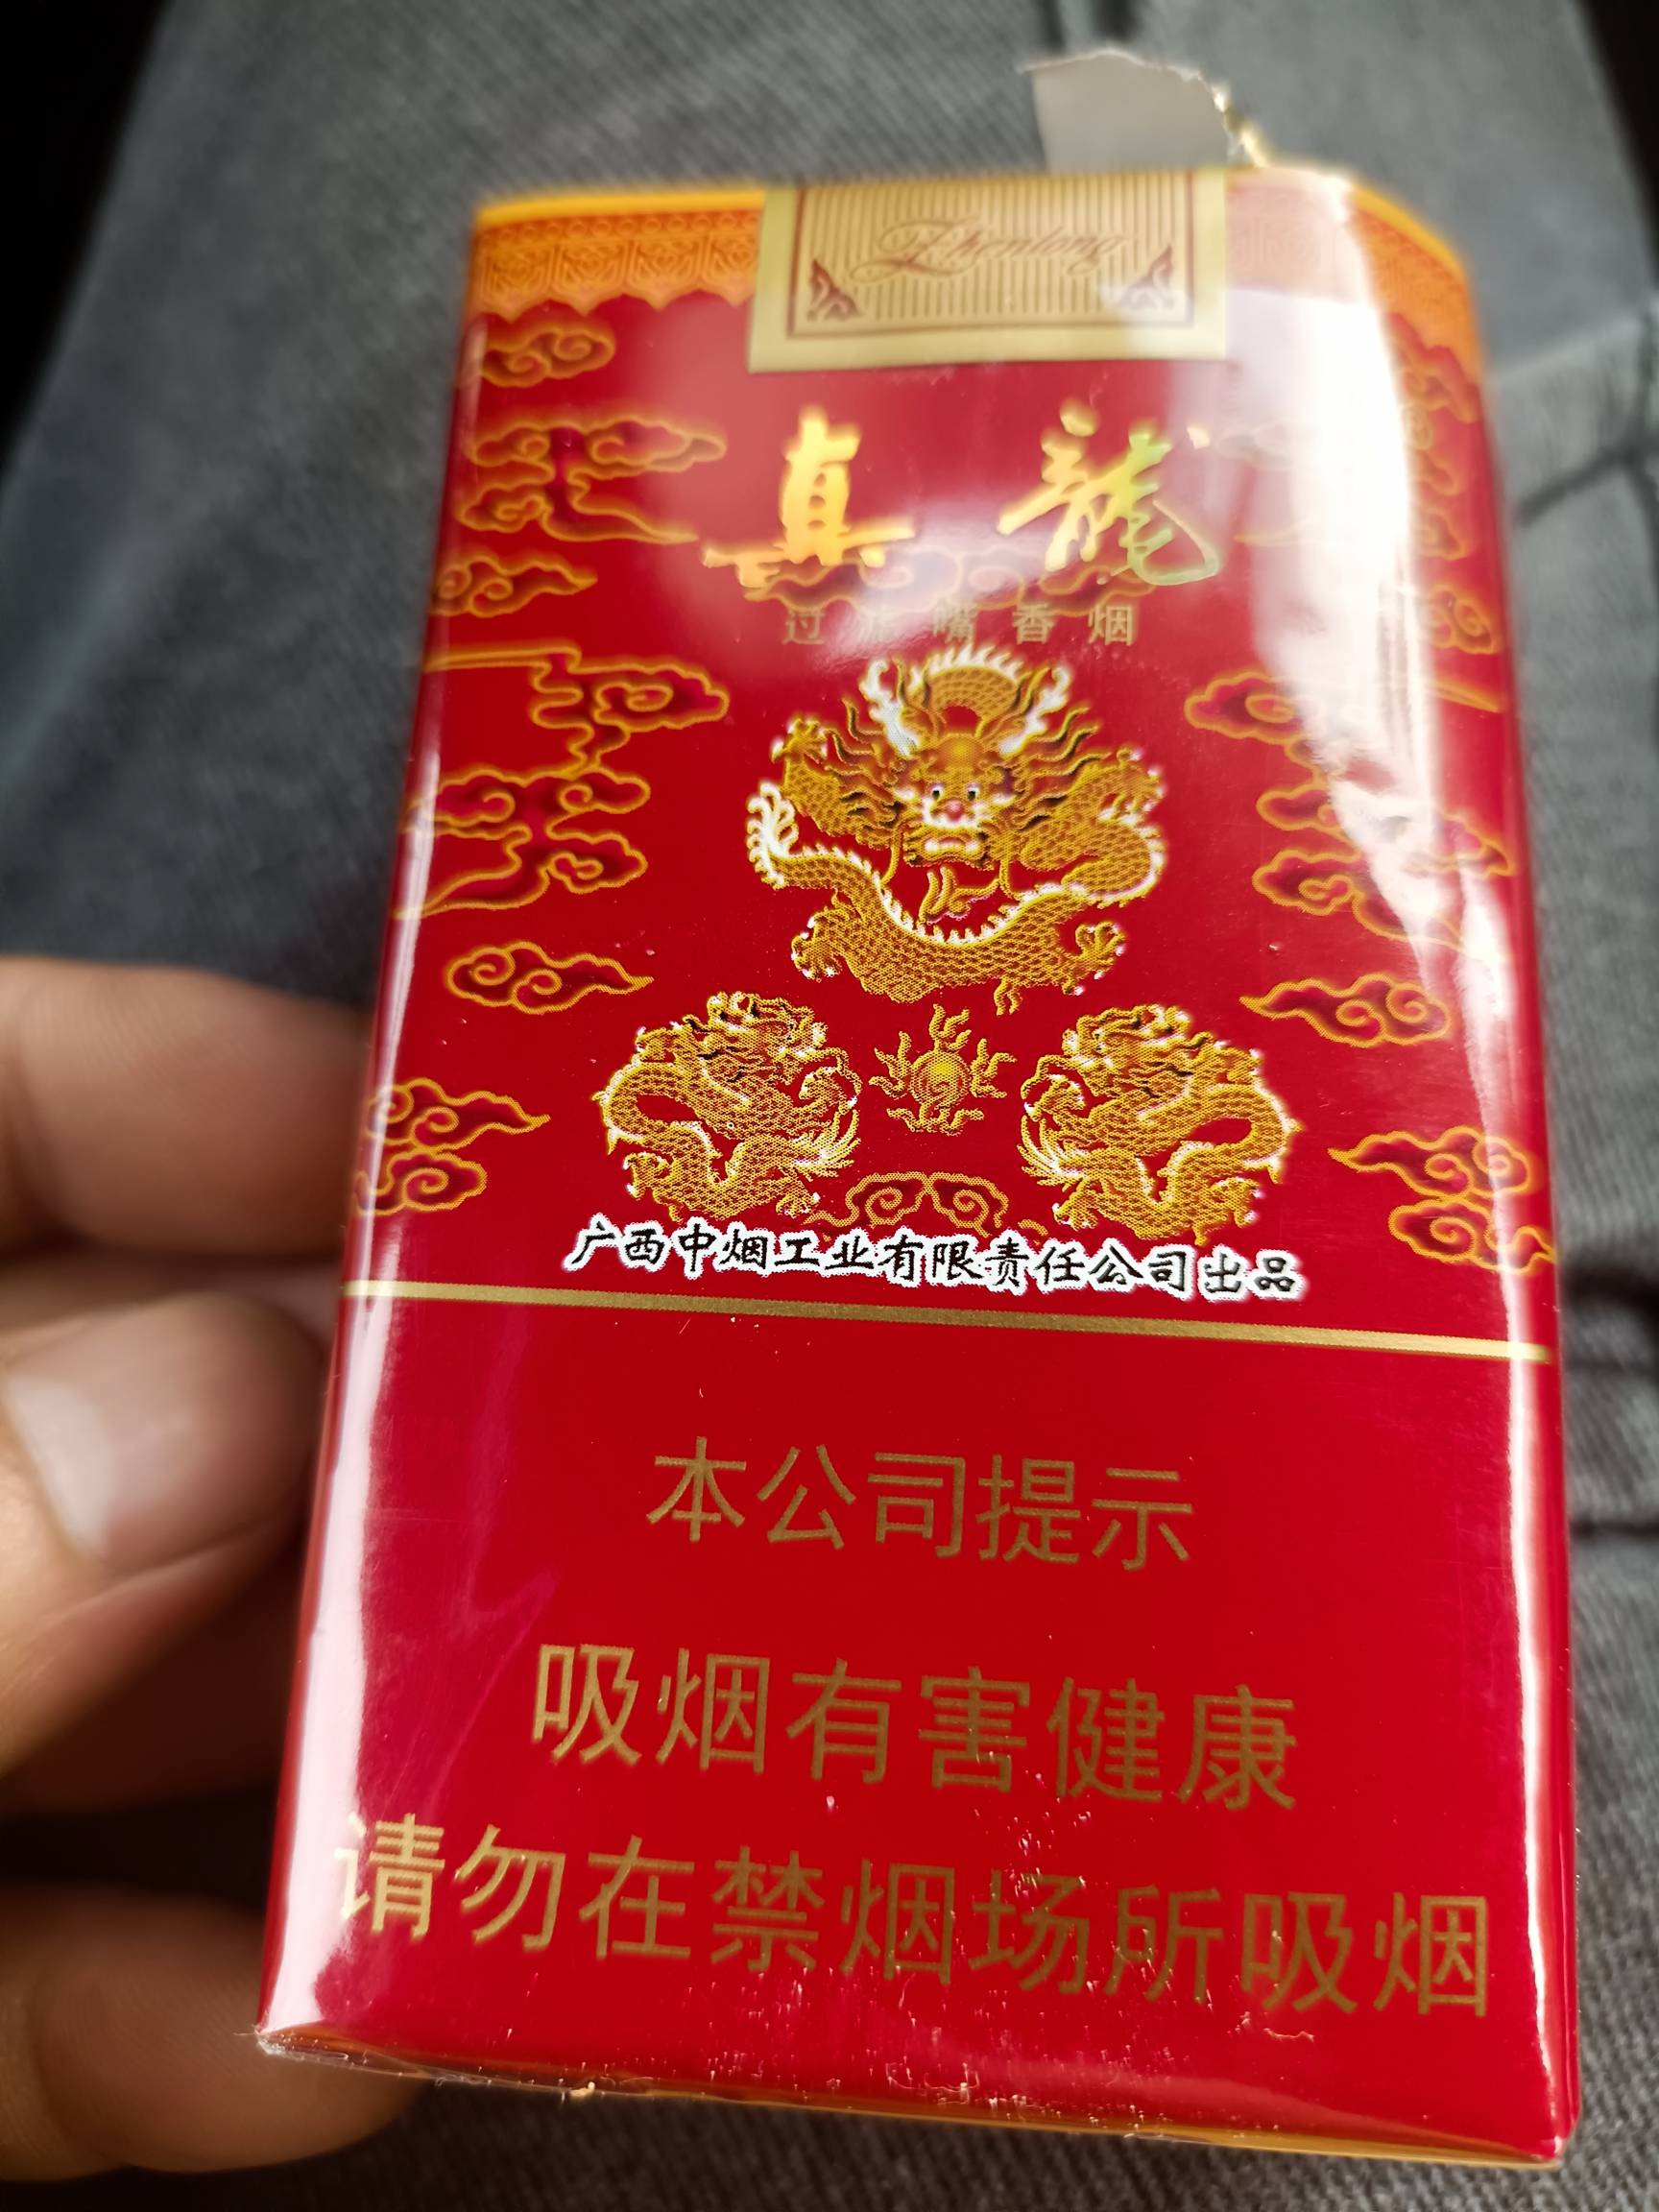 Zhenlong
真龍
过滤嘴香烟
广西中烟工业有限责任公司出品
本公司提示
吸烟有害健康
请勿在禁烟场所吸烟